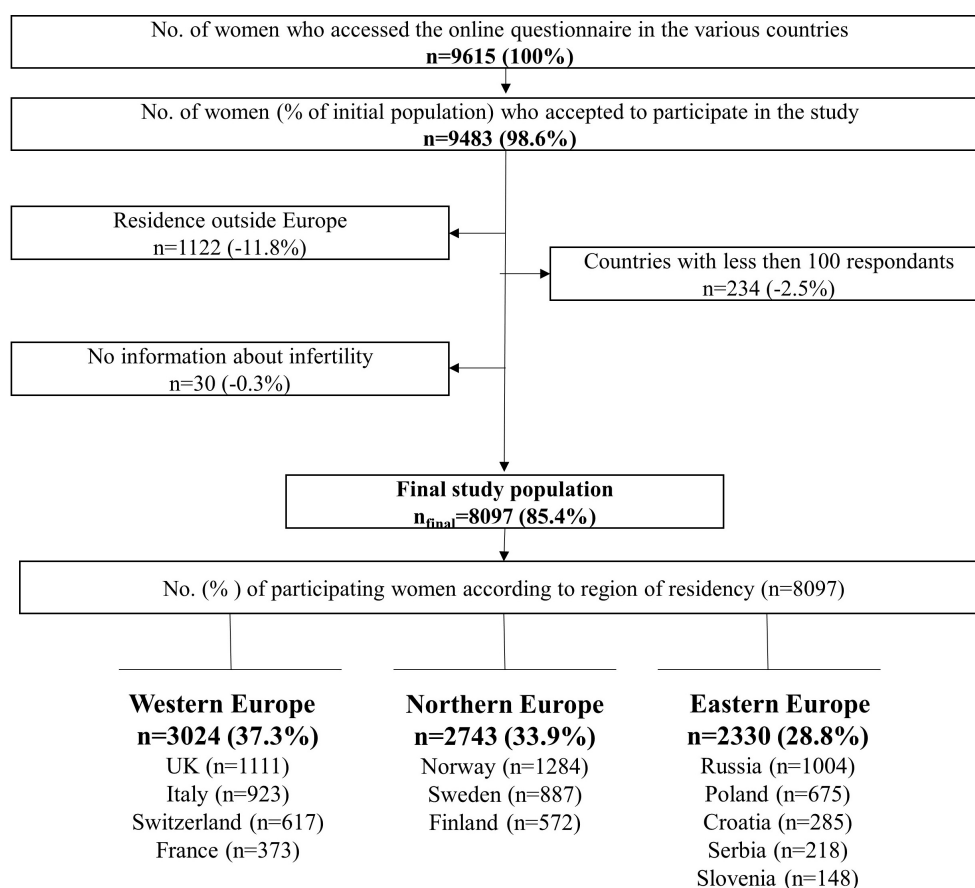 No. of women who accessed the online questionnaire in the various countries
n=9615 (100%)
No. of women (% of initial population) who accepted to participate in the study
n=9483 (98.6%)
Residence outside Europe
n=1122 (-11.8%)
Countries with less then 100 respondants
n=234 (-2.5%)
No information about infertility
n=30 (-0.3%)
Final study population
nfinal=8097 (85.4%)
No. (% ) of participating women according to region of residency (n=8097)
Western Europe
n=3024 (37.3%)
UK (n=1111)
Italy (n=923)
Switzerland (n=617)
France (n=373)
Northern Europe
n=2743 (33.9%)
Norway (n=1284)
Sweden (n=887)
Finland (n=572)
Eastern Europe
n=2330 (28.8%)
Russia (n=1004)
Poland (n=675)
Croatia (n=285)
Serbia (n=218)
Slovenia (n=148)